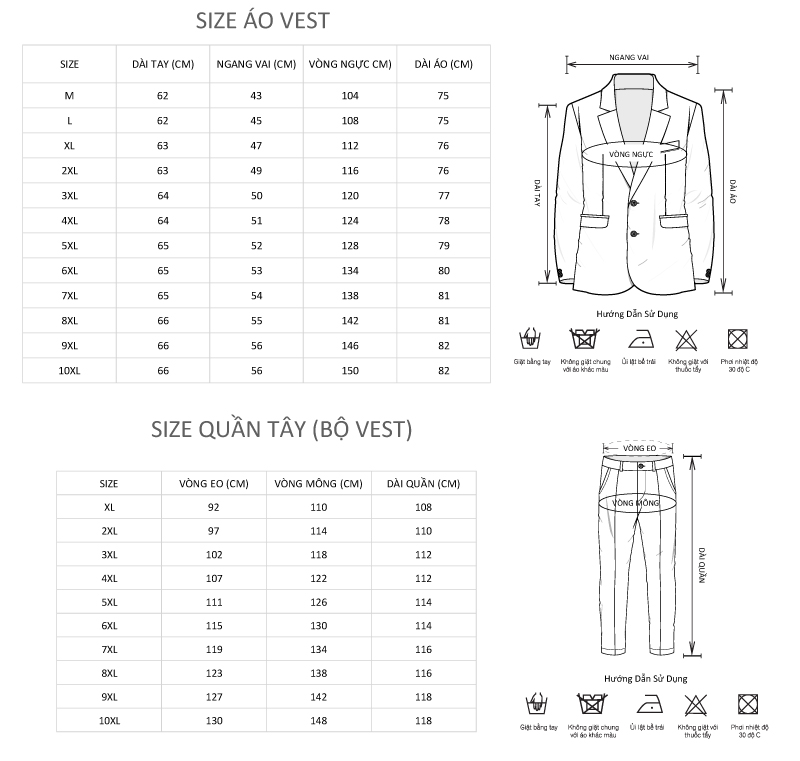 SIZE ÁO VEST
SIZE DÀI TAY (CM) NGANG VAI (CM) VÒNG NGỰC CM) DÀI ÁO (CM)
M 62 43 104 75
L 62 45 108 75
XL 63 47 112 76
2XL 63 49 116 76
3XL 64 50 120 77
4XL 64 51 124 78
5XL 65 52 128 79
6XL 65 53 134 80
7XL 65 54 138 81
8XL 66 55 142 81
9XL 66 56 146 82
10XL 66 56 150 82
NGANG VAI
VÒNG NGỰC
DÀI TAY
DÀI ÁO
Hướng Dẫn Sử Dụng
Giặt bằng tay Không giặt chung Ủi lật bề trái Không giặt với Phơi nhiệt độ
với áo khác màu thuốc tẩy 30 độ C
SIZE QUẦN TÂY (BỘ VEST)
SIZE VÒNG EO (CM) VÒNG MÔNG (CM) DÀI QUẦN (CM)
XL 92 110 108
2XL 97 114 110
3XL 102 118 112
4XL 107 122 112
5XL 111 126 114
6XL 115 130 114
7XL 119 134 116
8XL 123 138 116
9XL 127 142 118
10XL 130 148 118
VÒNG EO
VÒNG MÔNG
DÀI QUẦN
Hướng Dẫn Sử Dụng
Giặt bằng tay Không giặt chung Ủi lật bề trái Không giặt với Phơi nhiệt độ
với áo khác màu thuốc tẩy 30 độ C